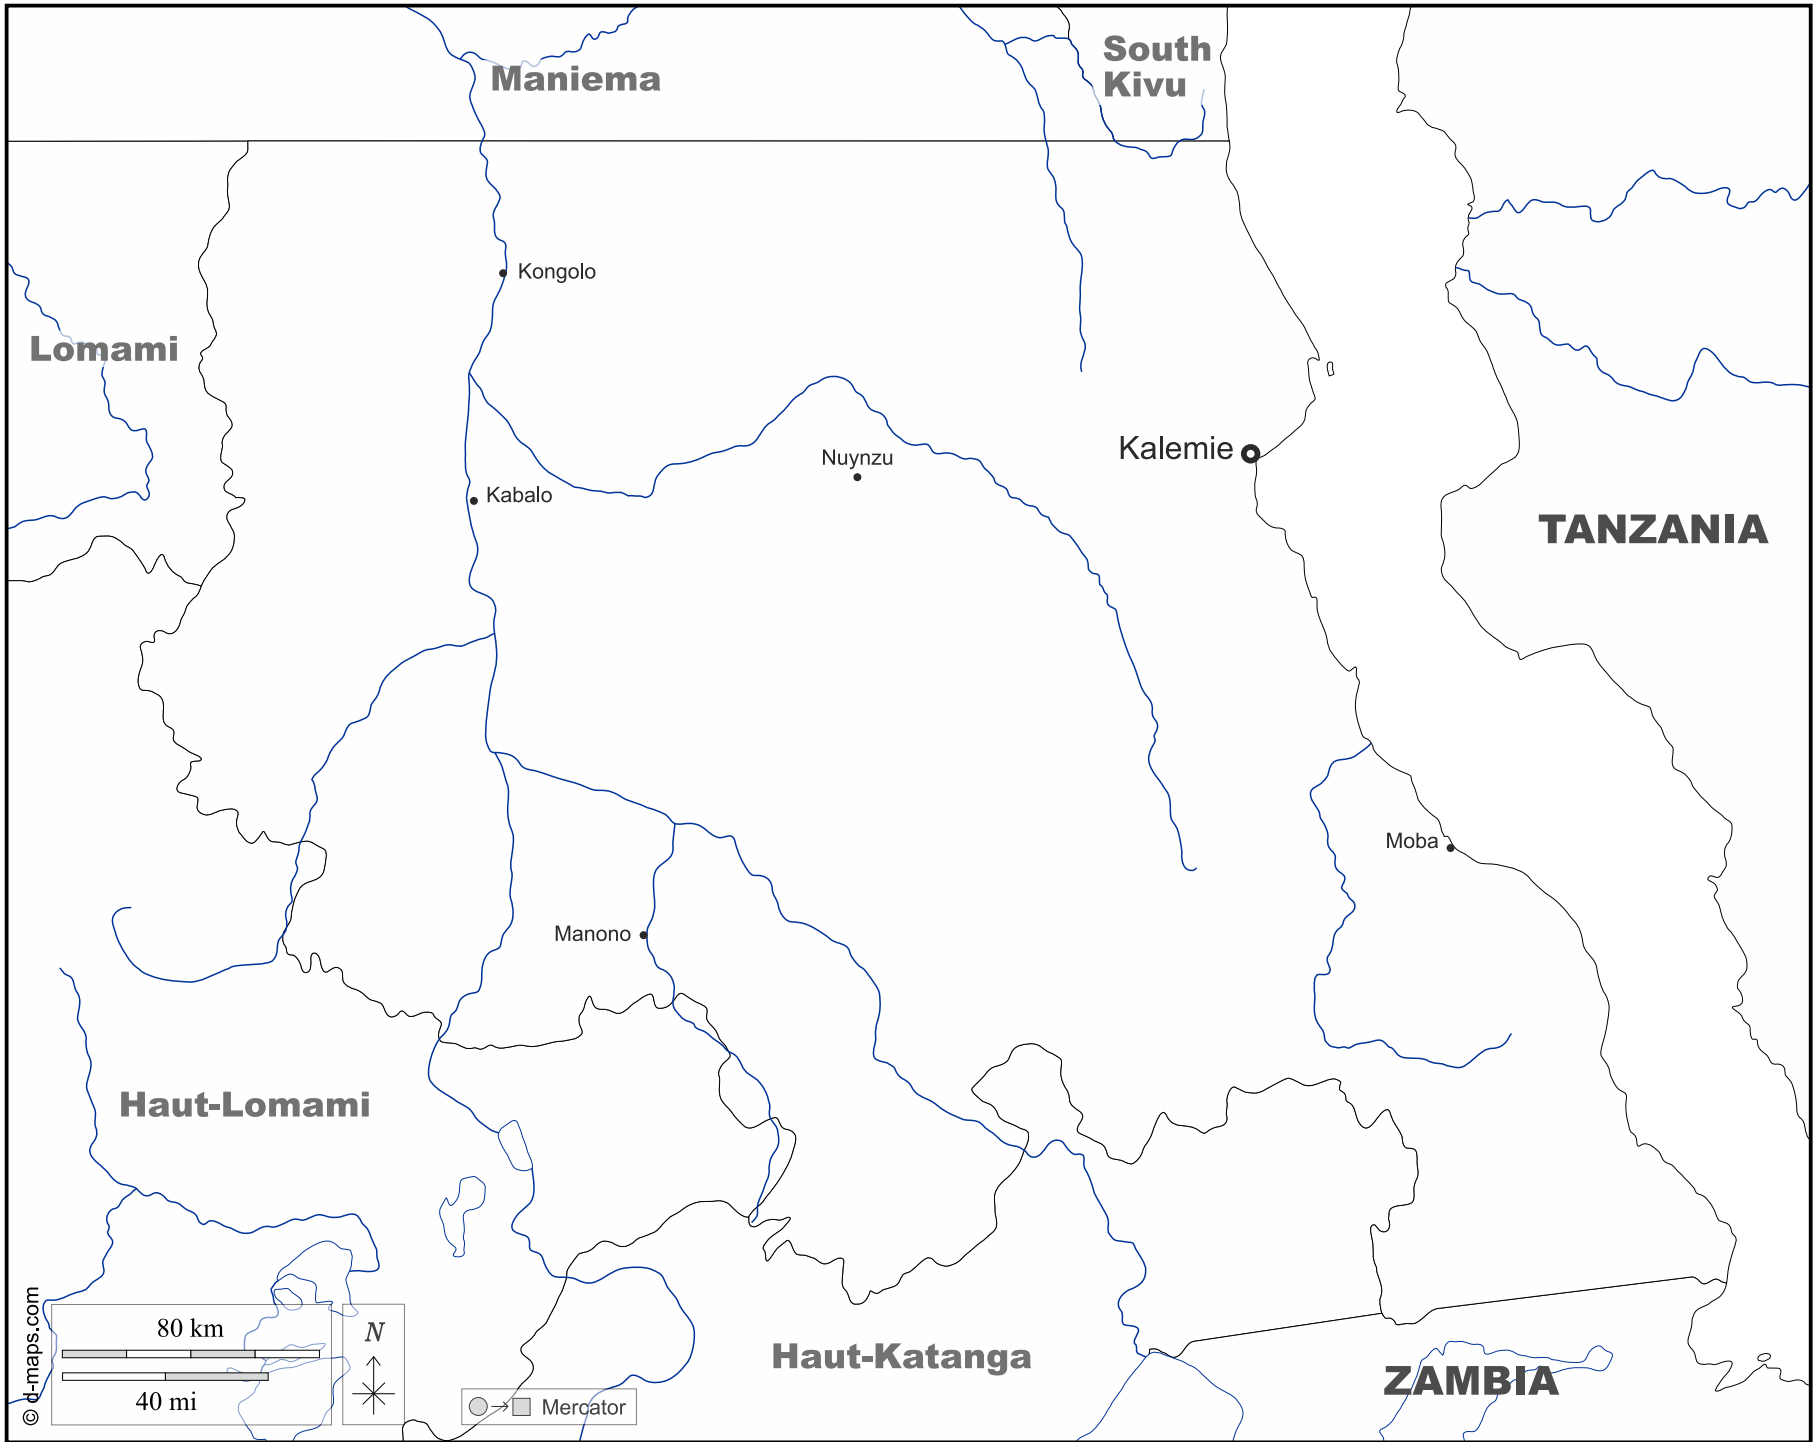 South
Kivu
Maniema
Kongolo
Lomami
Kalemie
Nuynzu
Kabalo
TANZANIA
Moba
Manono
Haut-Lomami
80 km
40 mi
N
Haut-Katanga
ZAMBIA
Mercator
© d-maps.com